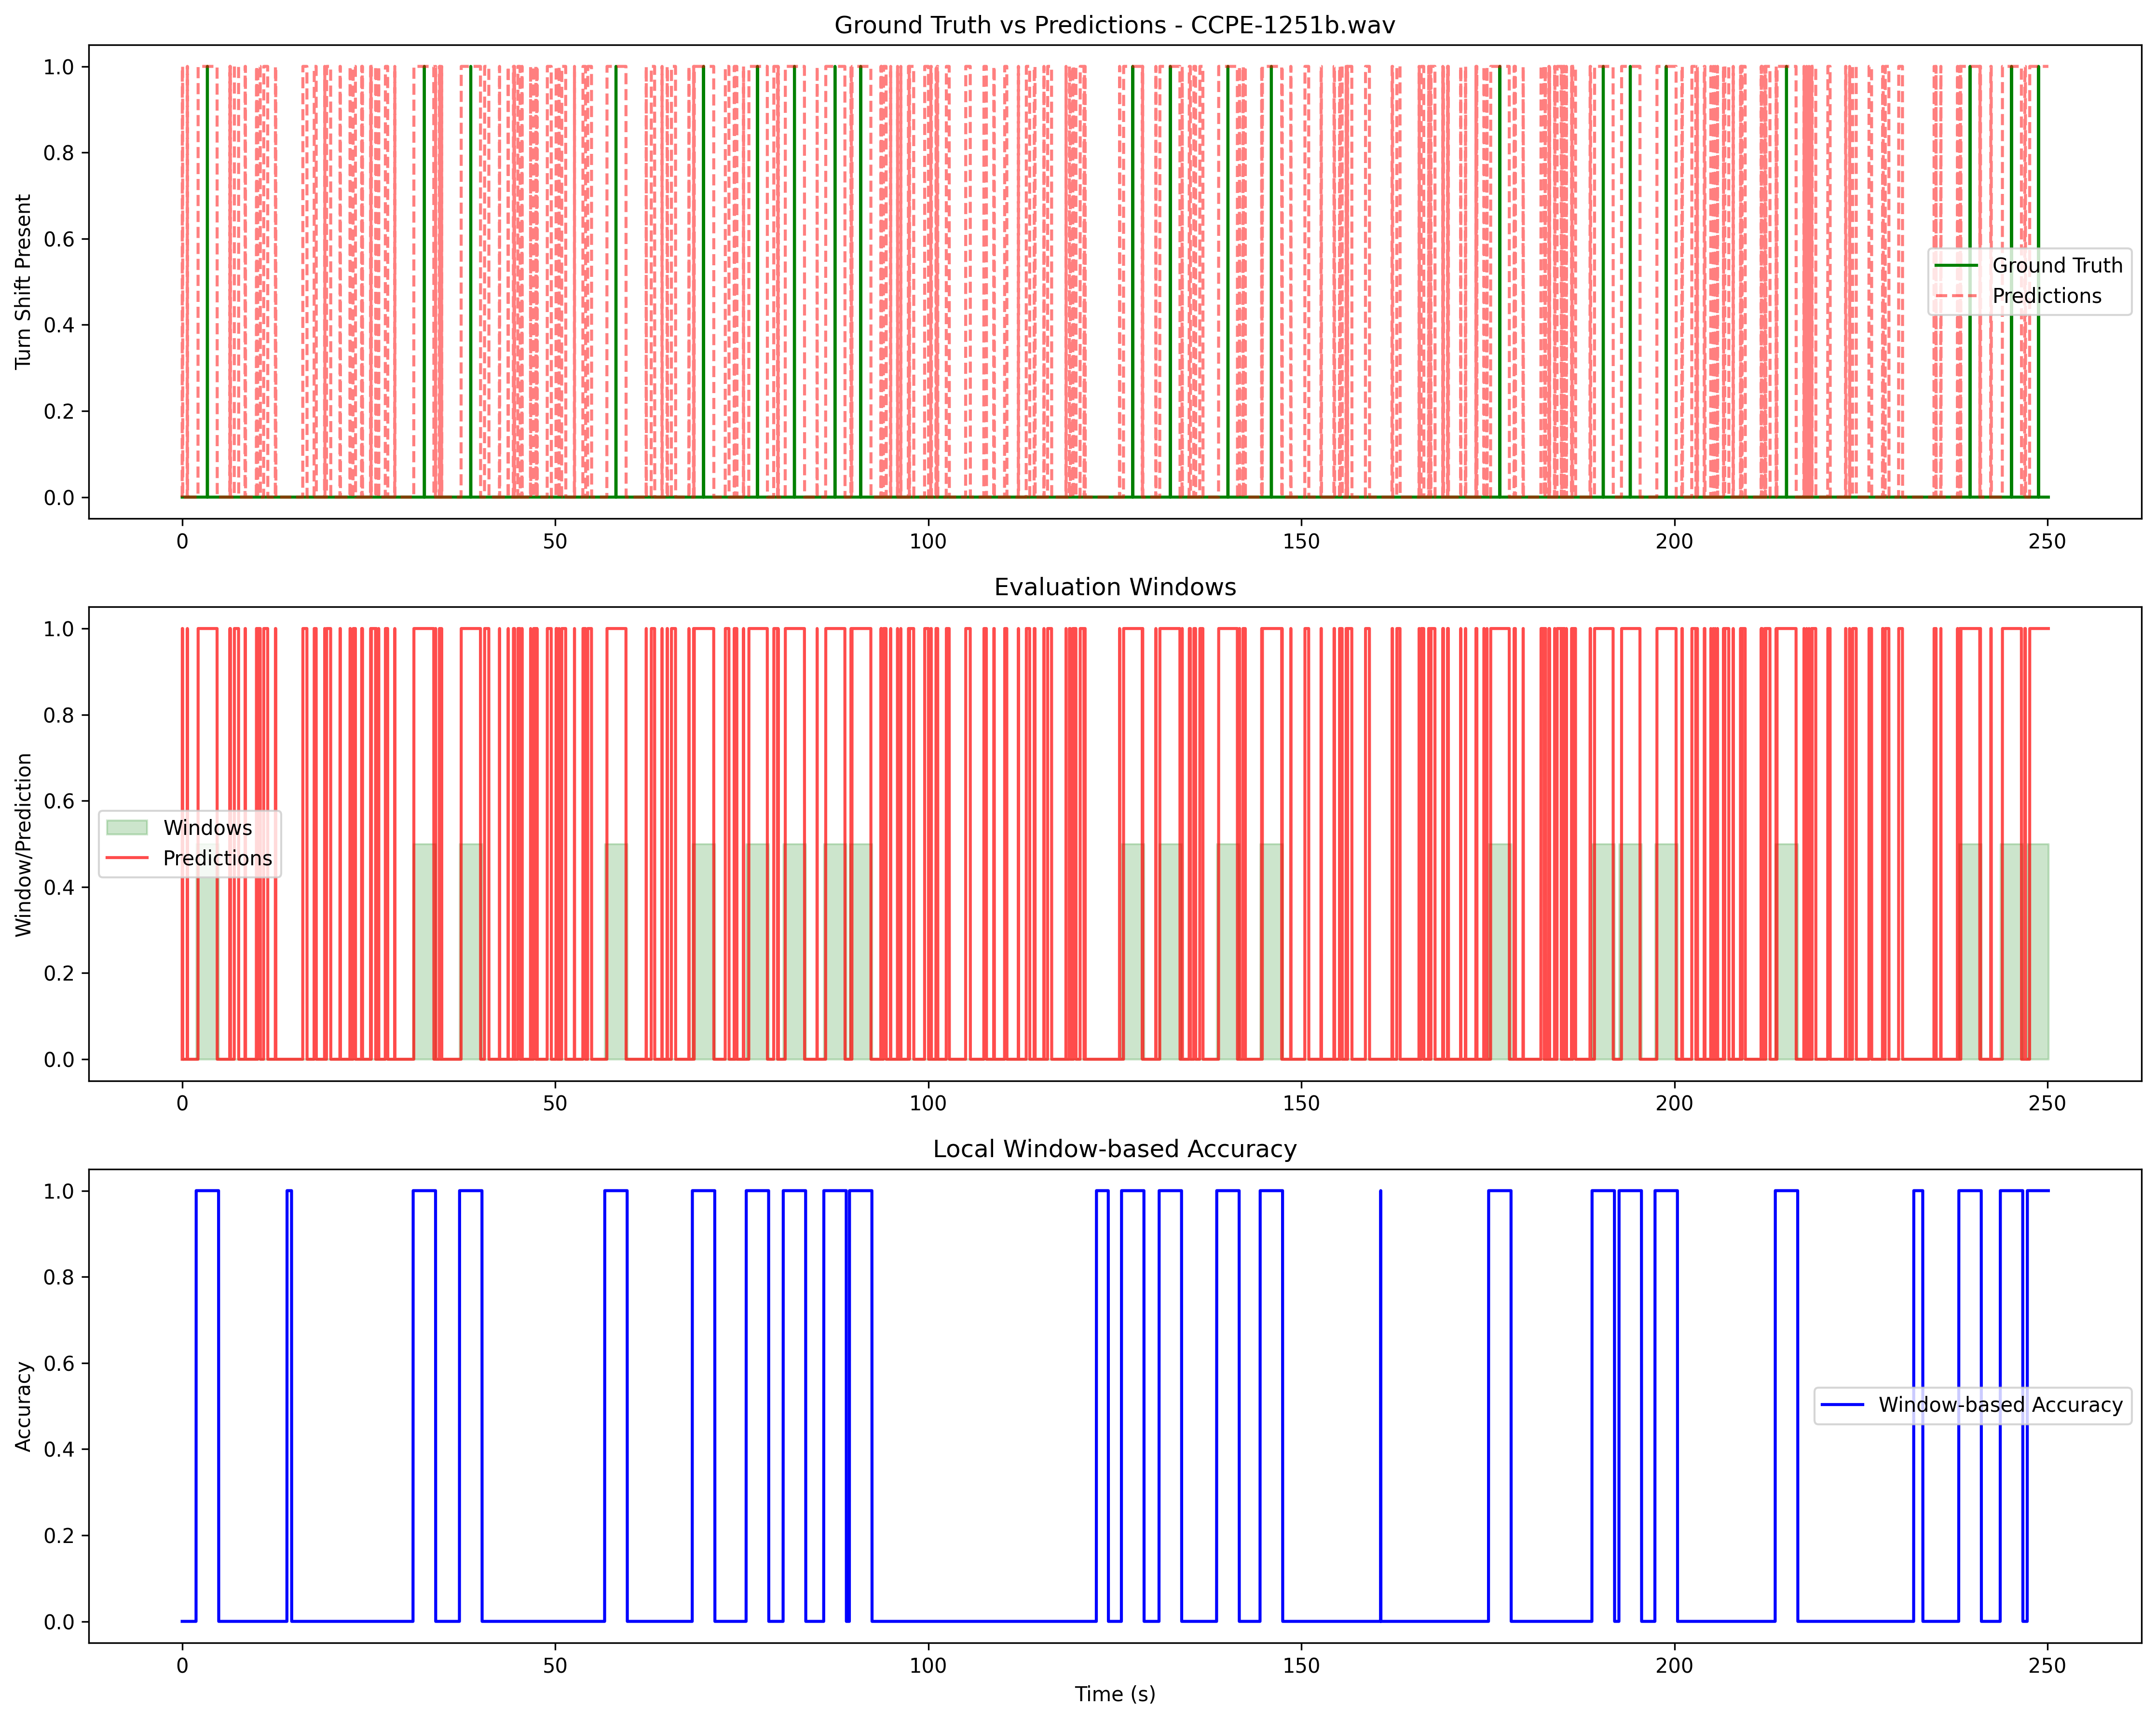 Ground Truth vs Predictions - CCPE-1251b.wav
Turn Shift Present
1.0
0.8
0.6
0.4
0.2
0.0
Ground Truth
Predictions
0 50 100 150 200 250
Evaluation Windows
Window/Prediction
1.0
0.8
0.6
0.4
0.2
0.0
Windows
Predictions
0 50 100 150 200 250
Local Window-based Accuracy
Accuracy
1.0
0.8
0.6
0.4
0.2
0.0
Window-based Accuracy
0 50 100 150 200 250
Time (s)